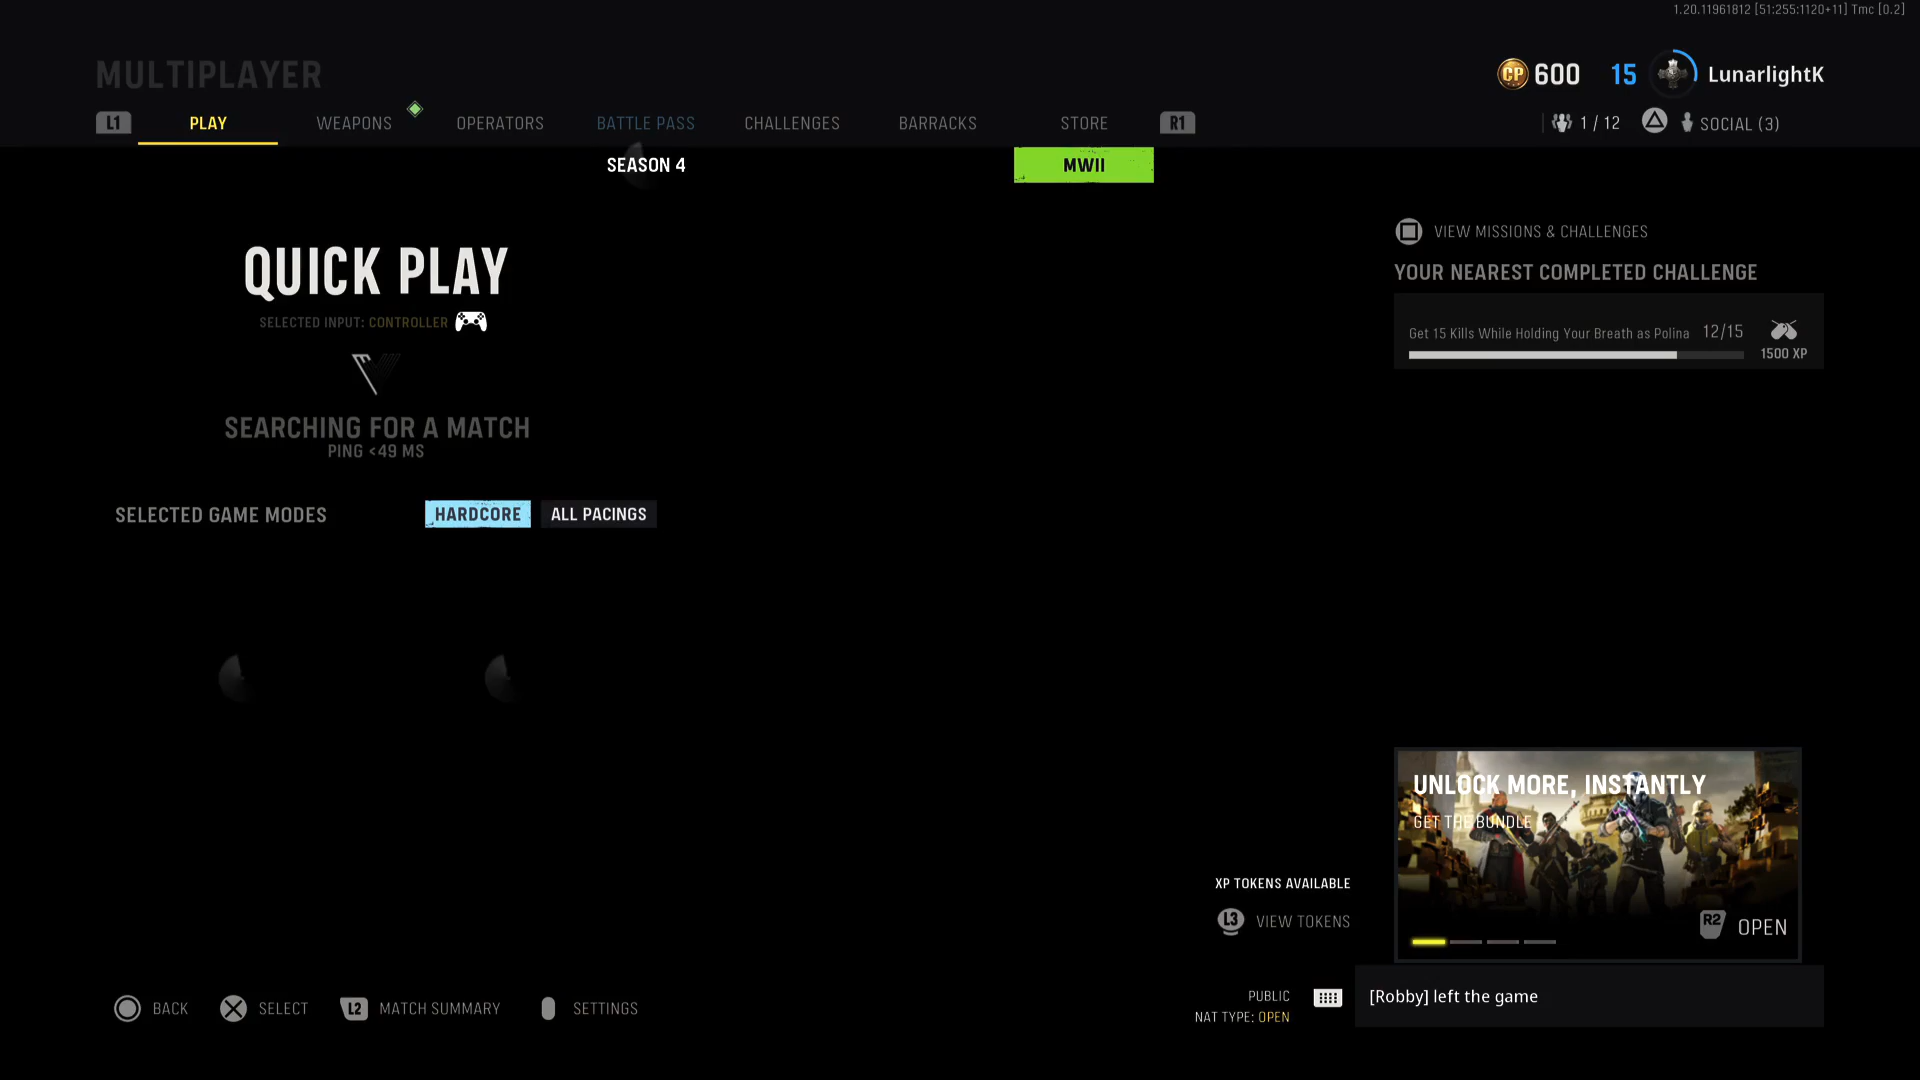 1.20.11961812 [51:255:1120+11] Tmc [0.2]
MULTIPLAYER
CP 600 15 LunarlightK
L1 PLAY WEAPONS OPERATORS BATTLE PASS CHALLENGES BARRACKS STORE R1
1 / 12 SOCIAL (3)
SEASON 4
MWII
VIEW MISSIONS & CHALLENGES
YOUR NEAREST COMPLETED CHALLENGE
Get 15 Kills While Holding Your Breath as Polina 12/15
1500 XP
QUICK PLAY
SELECTED INPUT: CONTROLLER
SEARCHING FOR A MATCH
PING <49 MS
SELECTED GAME MODES HARDCORE ALL PACINGS
UNLOCK MORE, INSTANTLY
GET THE BUNDLE
R2 OPEN
XP TOKENS AVAILABLE
L3 VIEW TOKENS
BACK SELECT L2 MATCH SUMMARY SETTINGS
PUBLIC
NAT TYPE: OPEN
[Robby] left the game